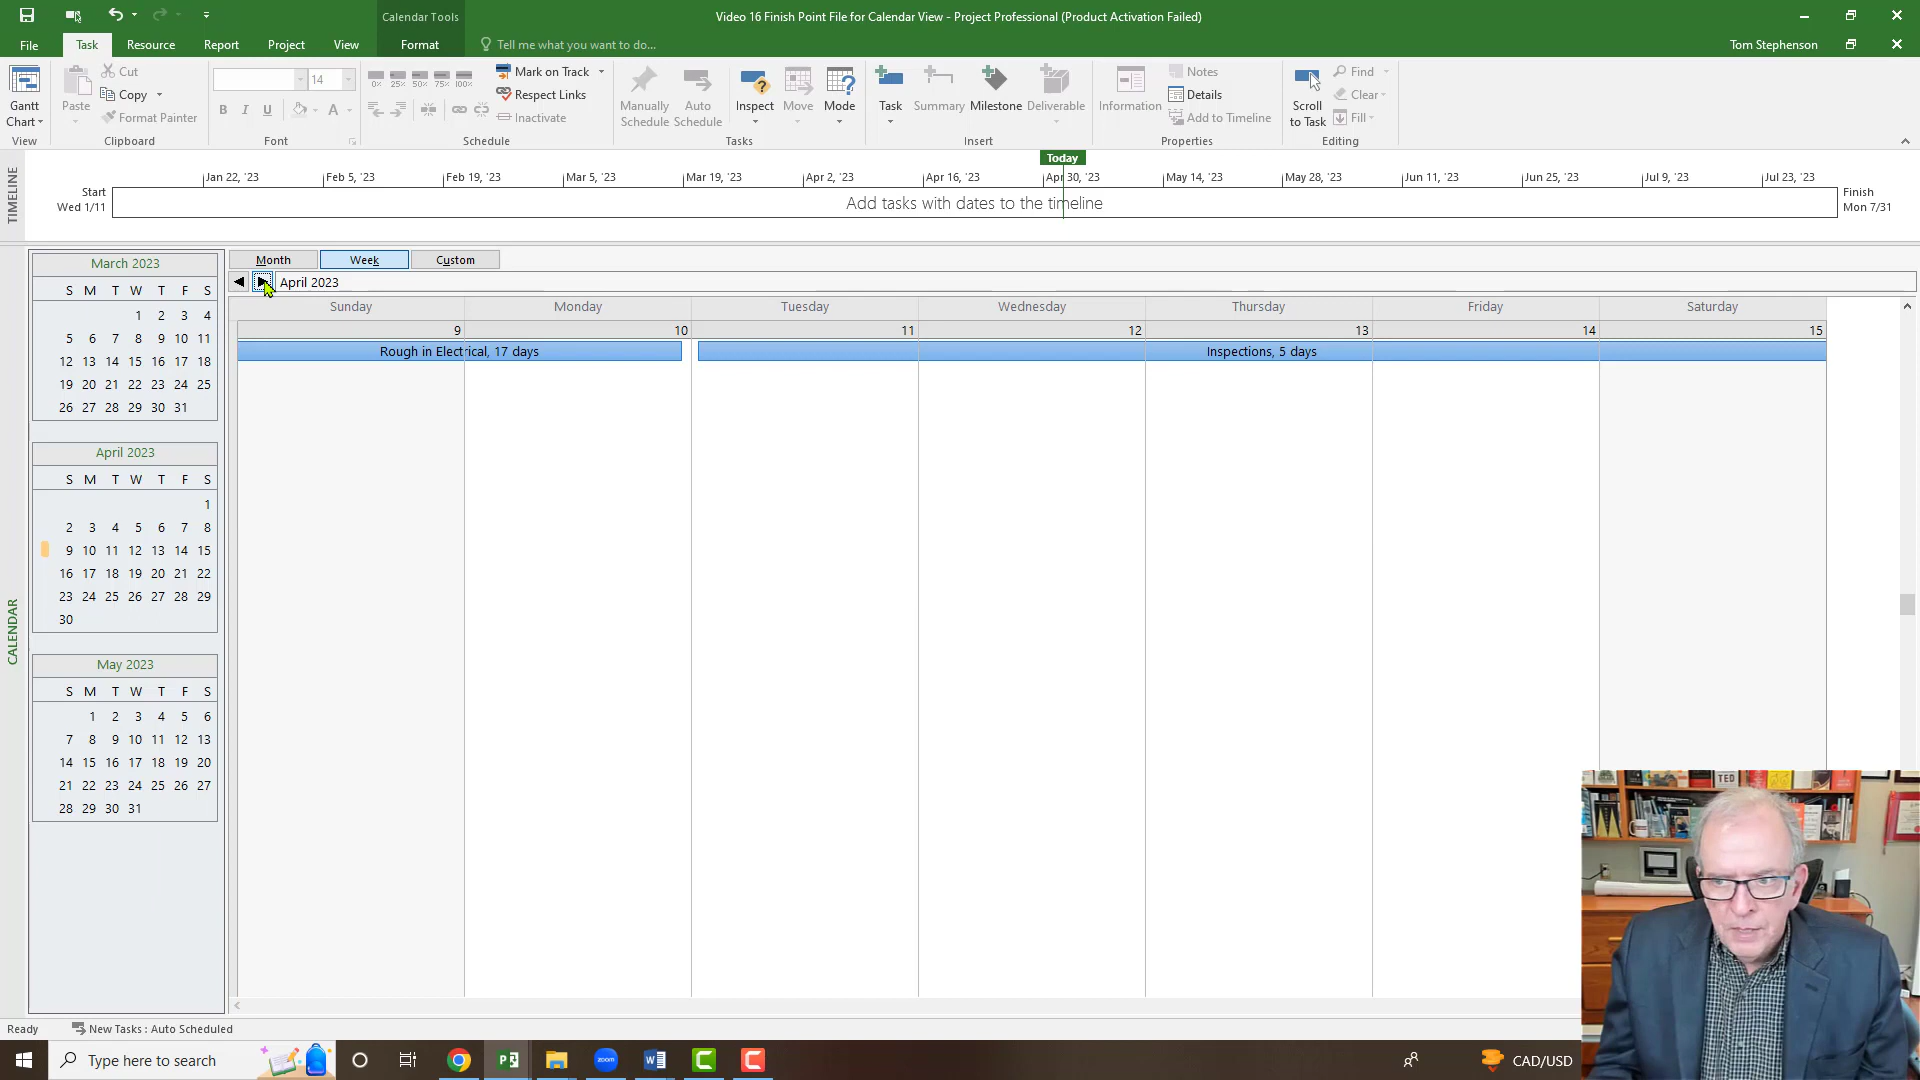 Calendar Tools
Video 16 Finish Point File for Calendar View - Project Professional (Product Activation Failed)
File Task Resource Report Project View Format Tell me what you want to do... Tom Stephenson
Gantt Chart
View
Paste
Cut
Copy
Format Painter
Clipboard
14
B I U A
Font
0% 25% 50% 75% 100%
Mark on Track
Respect Links
Inactivate
Schedule
Manually Schedule
Auto Schedule
Inspect
Move
Mode
Tasks
Task
Summary
Milestone
Deliverable
Insert
Information
Notes
Details
Add to Timeline
Properties
Scroll to Task
Find
Clear
Fill
Editing
TIMELINE
Today
Jan 22, '23 Feb 5, '23 Feb 19, '23 Mar 5, '23 Mar 19, '23 Apr 2, '23 Apr 16, '23 Apr 30, '23 May 14, '23 May 28, '23 Jun 11, '23 Jun 25, '23 Jul 9, '23 Jul 23, '23
Start
Wed 1/11
Add tasks with dates to the timeline
Finish
Mon 7/31
CALENDAR
March 2023
S M T W T F S
1 2 3 4
5 6 7 8 9 10 11
12 13 14 15 16 17 18
19 20 21 22 23 24 25
26 27 28 29 30 31
April 2023
S M T W T F S
1
2 3 4 5 6 7 8
9 10 11 12 13 14 15
16 17 18 19 20 21 22
23 24 25 26 27 28 29
30
May 2023
S M T W T F S
1 2 3 4 5 6
7 8 9 10 11 12 13
14 15 16 17 18 19 20
21 22 23 24 25 26 27
28 29 30 31
Month Week Custom
April 2023
Sunday Monday Tuesday Wednesday Thursday Friday Saturday
9 10 11 12 13 14 15
Rough in Electrical, 17 days Inspections, 5 days
TED
Ready New Tasks : Auto Scheduled
Type here to search
zoom
CAD/USD